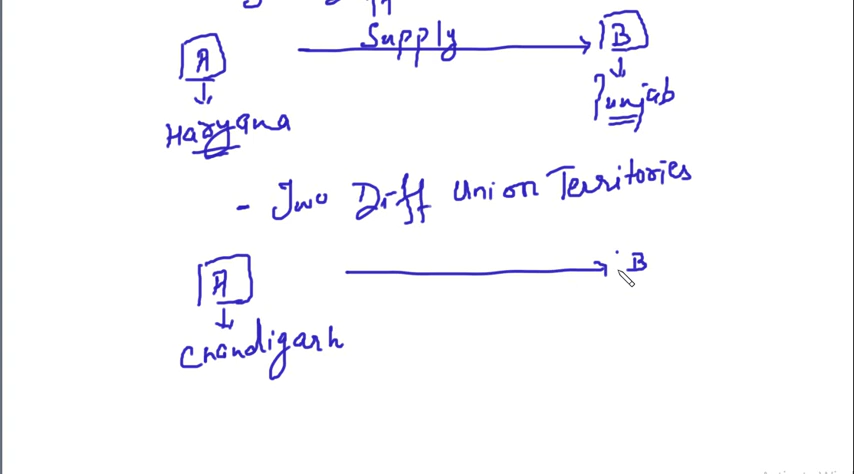 Supply
A B
Haryana Punjab
- Two Diff Union Territories
A B
Chandigarh